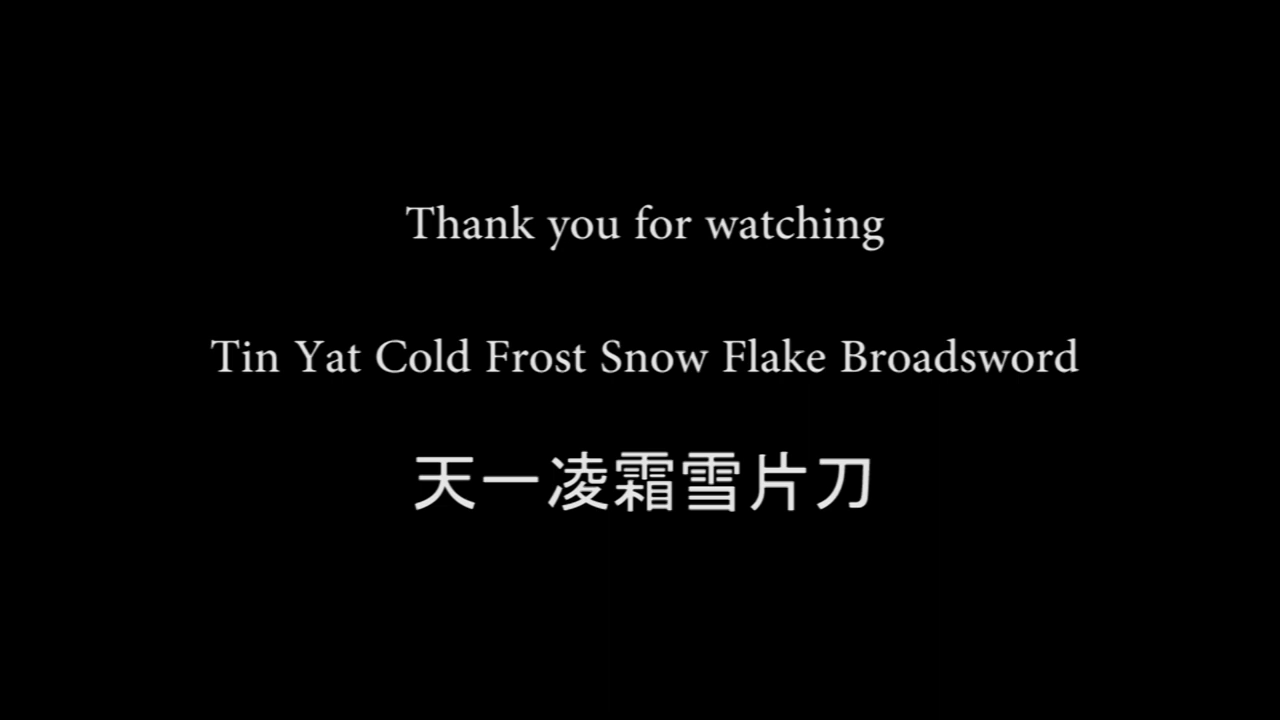 Thank you for watching
Tin Yat Cold Frost Snow Flake Broadsword
天一凌霜雪片刀